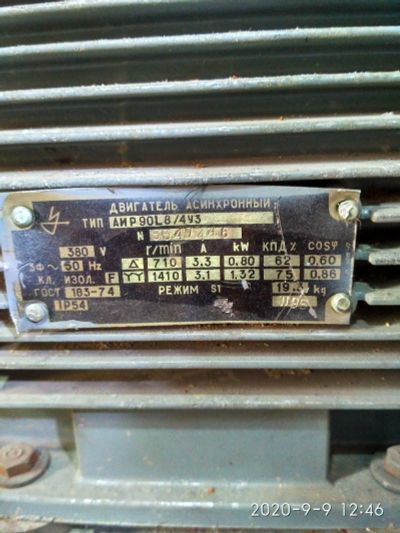 ДВИГАТЕЛЬ АСИНХРОННЫЙ
ТИП АИР90L8/4У3
N
380 V r/min A kW КПД% COSφ
3Ф~50 Hz Δ 710 3.3 0.80 62 0.60
КЛ. ИЗОЛ. F YY 1410 3.1 1.32 75 0.86
ГОСТ 183-74 РЕЖИМ S1 kg
IP54
2020-9-9 12:46